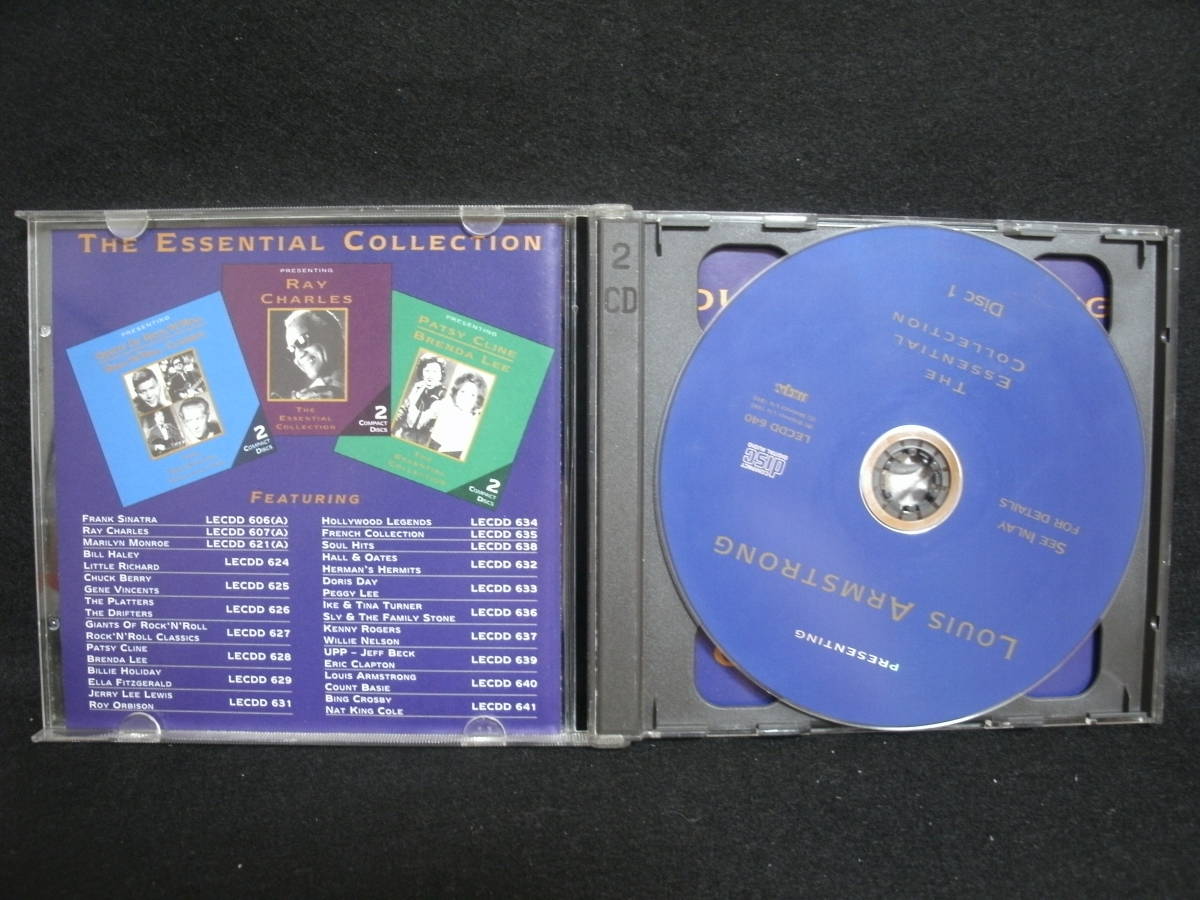 THE ESSENTIAL COLLECTION
PRESENTING
PRESENTING
RAY
CHARLES
THE
ESSENTIAL
COLLECTION
2
COMPACT
DISCS
PRESENTING
PATSY CLINE
BRENDA LEE
THE
ESSENTIAL
COLLECTION
2
COMPACT
DISCS
2
COMPACT
DISCS
FEATURING
FRANK SINATRA LECDD 606(A)
RAY CHARLES LECDD 607(A)
MARILYN MONROE LECDD 621(A)
BILL HALEY
LITTLE RICHARD LECDD 624
CHUCK BERRY
GENE VINCENTS LECDD 625
THE PLATTERS
THE DRIFTERS LECDD 626
GIANTS OF ROCK'N'ROLL
ROCK'N'ROLL CLASSICS LECDD 627
PATSY CLINE
BRENDA LEE LECDD 628
BILLIE HOLIDAY
ELLA FITZGERALD LECDD 629
JERRY LEE LEWIS
ROY ORBISON LECDD 631
HOLLYWOOD LEGENDS LECDD 634
FRENCH COLLECTION LECDD 635
SOUL HITS LECDD 638
HALL & OATES
HERMAN'S HERMITS LECDD 632
DORIS DAY
PEGGY LEE LECDD 633
IKE & TINA TURNER
SLY & THE FAMILY STONE LECDD 636
KENNY ROGERS
WILLIE NELSON LECDD 637
UPP – JEFF BECK
ERIC CLAPTON LECDD 639
LOUIS ARMSTRONG
COUNT BASIE LECDD 640
BING CROSBY
NAT KING COLE LECDD 641
2
CD
PRESENTING
LOUIS ARMSTRONG
SEE INLAY
FOR DETAILS
COMPACT
disc
DIGITAL AUDIO
LECDD 640
THE
ESSENTIAL
COLLECTION
Disc 1